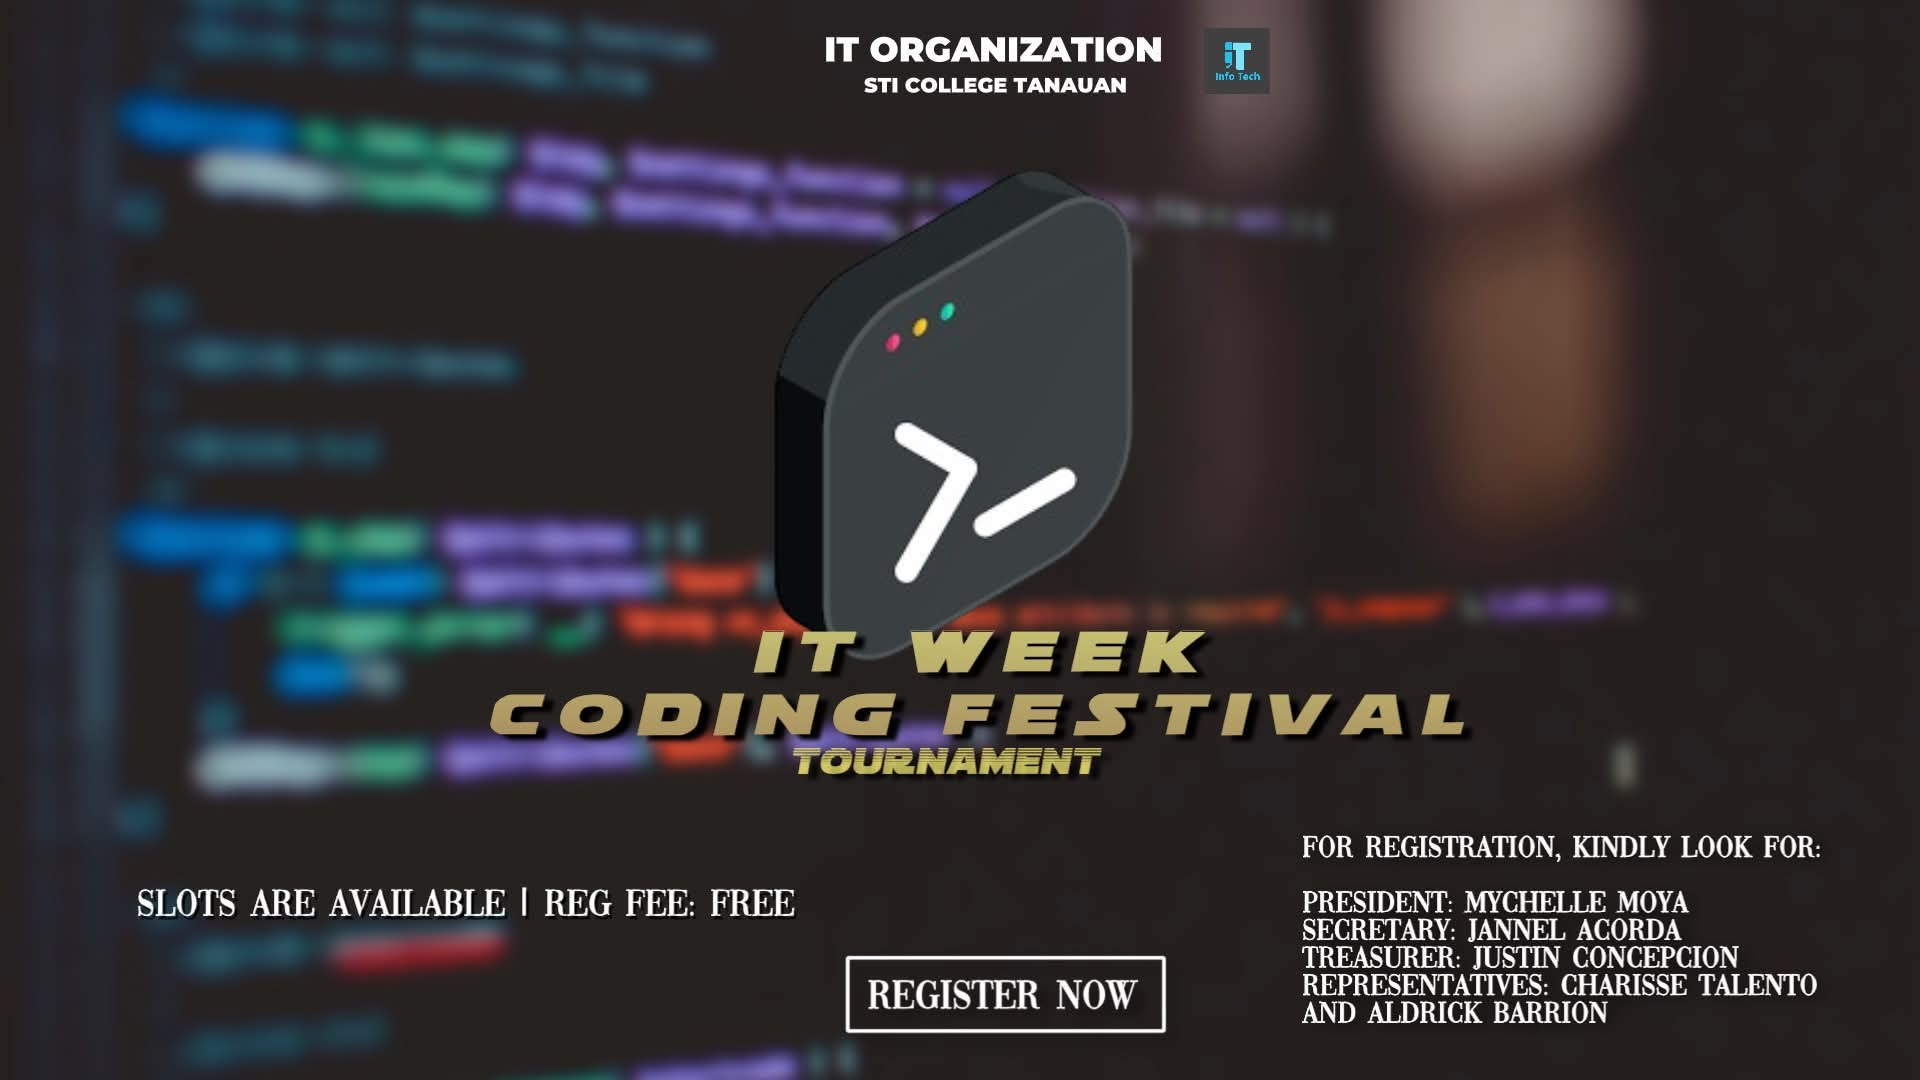 IT ORGANIZATION
STI COLLEGE TANAUAN
iT
Info Tech
IT WEEK
CODING FESTIVAL
TOURNAMENT
SLOTS ARE AVAILABLE | REG FEE: FREE
REGISTER NOW
FOR REGISTRATION, KINDLY LOOK FOR:
PRESIDENT: MYCHELLE MOYA
SECRETARY: JANNEL ACORDA
TREASURER: JUSTIN CONCEPCION
REPRESENTATIVES: CHARISSE TALENTO
AND ALDRICK BARRION